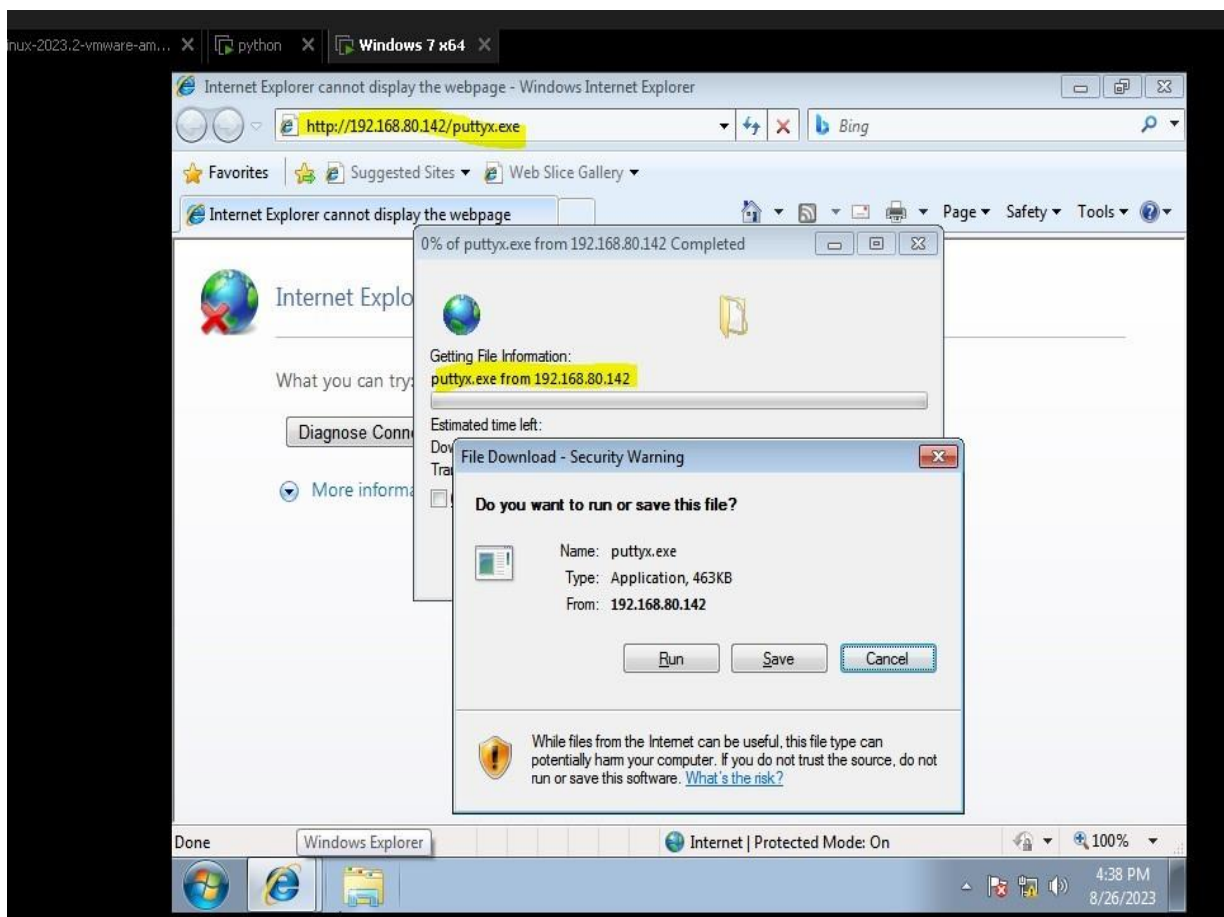 inux-2023.2-vmware-am... python Windows 7 x64
Internet Explorer cannot display the webpage - Windows Internet Explorer
http://192.168.80.142/puttyx.exe Bing
Favorites Suggested Sites Web Slice Gallery
Internet Explorer cannot display the webpage Page Safety Tools
0% of puttyx.exe from 192.168.80.142 Completed
Internet Explo
Getting File Information:
What you can try: puttyx.exe from 192.168.80.142
Estimated time left:
Diagnose Conne
Dow
File Download - Security Warning
Tra
More informa
Do you want to run or save this file?
Name: puttyx.exe
Type: Application, 463KB
From: 192.168.80.142
Run Save Cancel
While files from the Internet can be useful, this file type can
potentially harm your computer. If you do not trust the source, do not
run or save this software. What's the risk?
Done Windows Explorer Internet | Protected Mode: On 100%
4:38 PM
8/26/2023